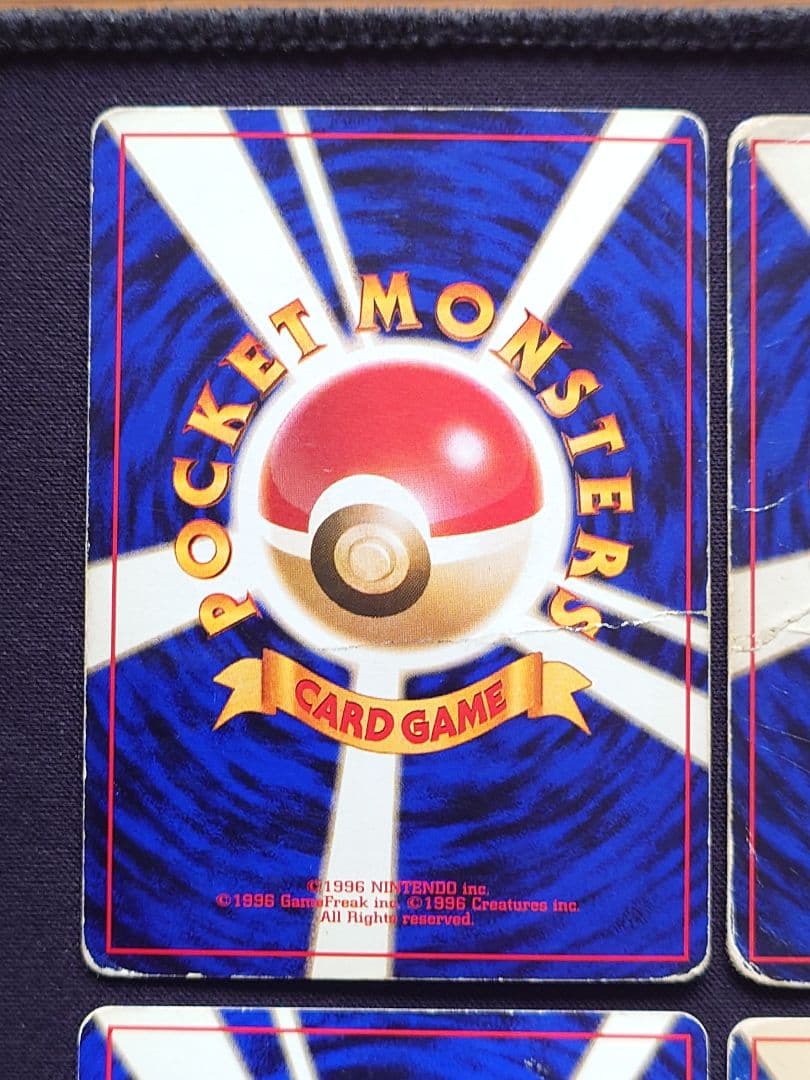 POCKET MONSTERS
CARD GAME
©1996 NINTENDO inc.
©1996 GameFreak inc. ©1996 Creatures inc.
All Rights reserved.